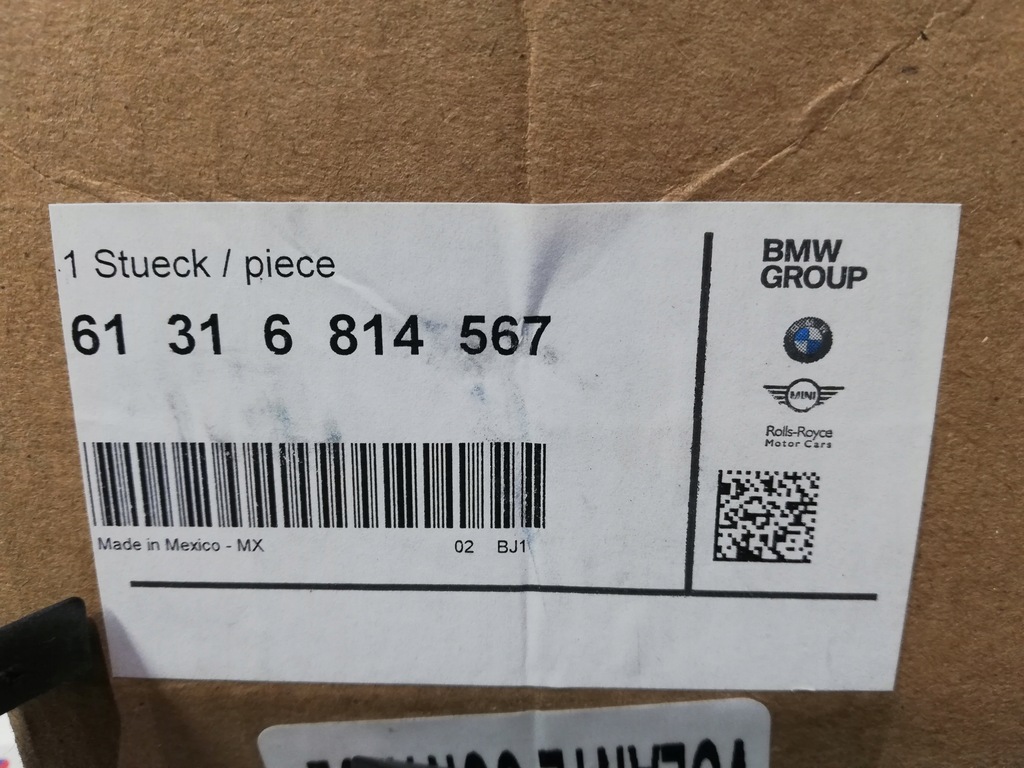 1 Stueck / piece
61 31 6 814 567
Made in Mexico - MX 02 BJ1
BMW
GROUP
BMW
MINI
Rolls-Royce
Motor Cars